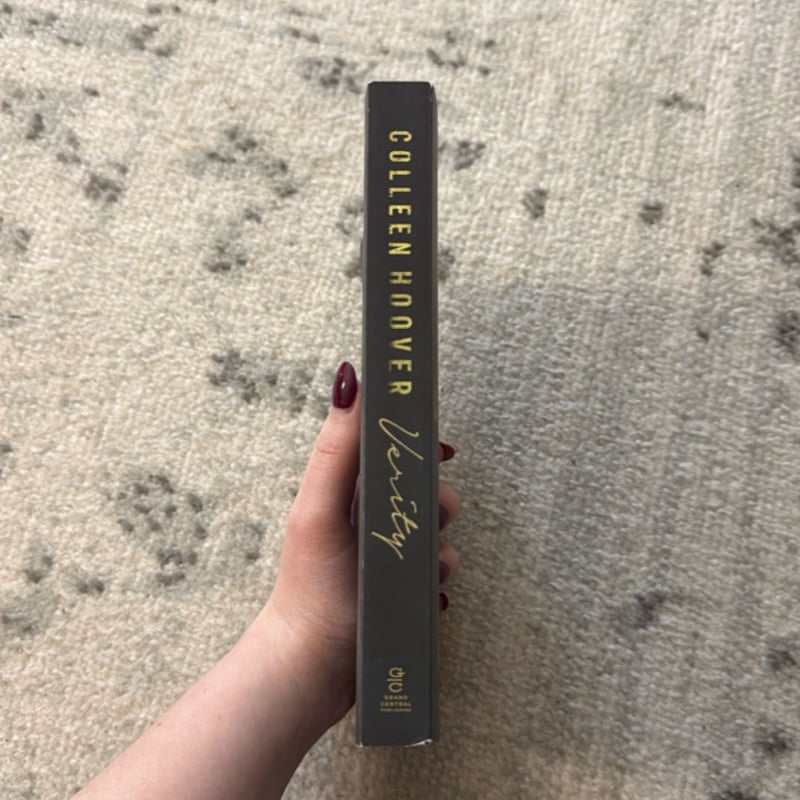 COLLEEN HOOVER
Verity
GRAND
CENTRAL
PUBLISHING